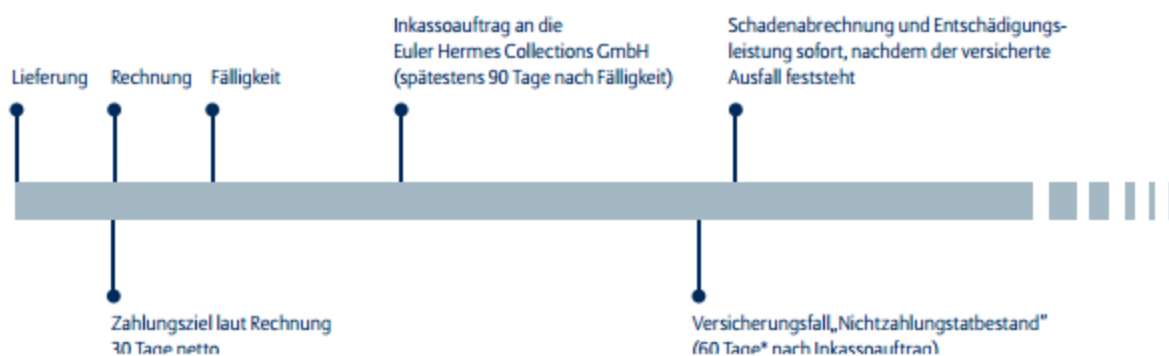 Lieferung
Rechnung
Fälligkeit
Inkassoauftrag an die
Euler Hermes Collections GmbH
(spätestens 90 Tage nach Fälligkeit)
Schadenabrechnung und Entschädigungs-
leistung sofort, nachdem der versicherte
Ausfall feststeht
Zahlungsziel laut Rechnung
30 Tage netto
Versicherungsfall„Nichtzahlungstatbestand“
(60 Tage* nach Inkassoauftrag)